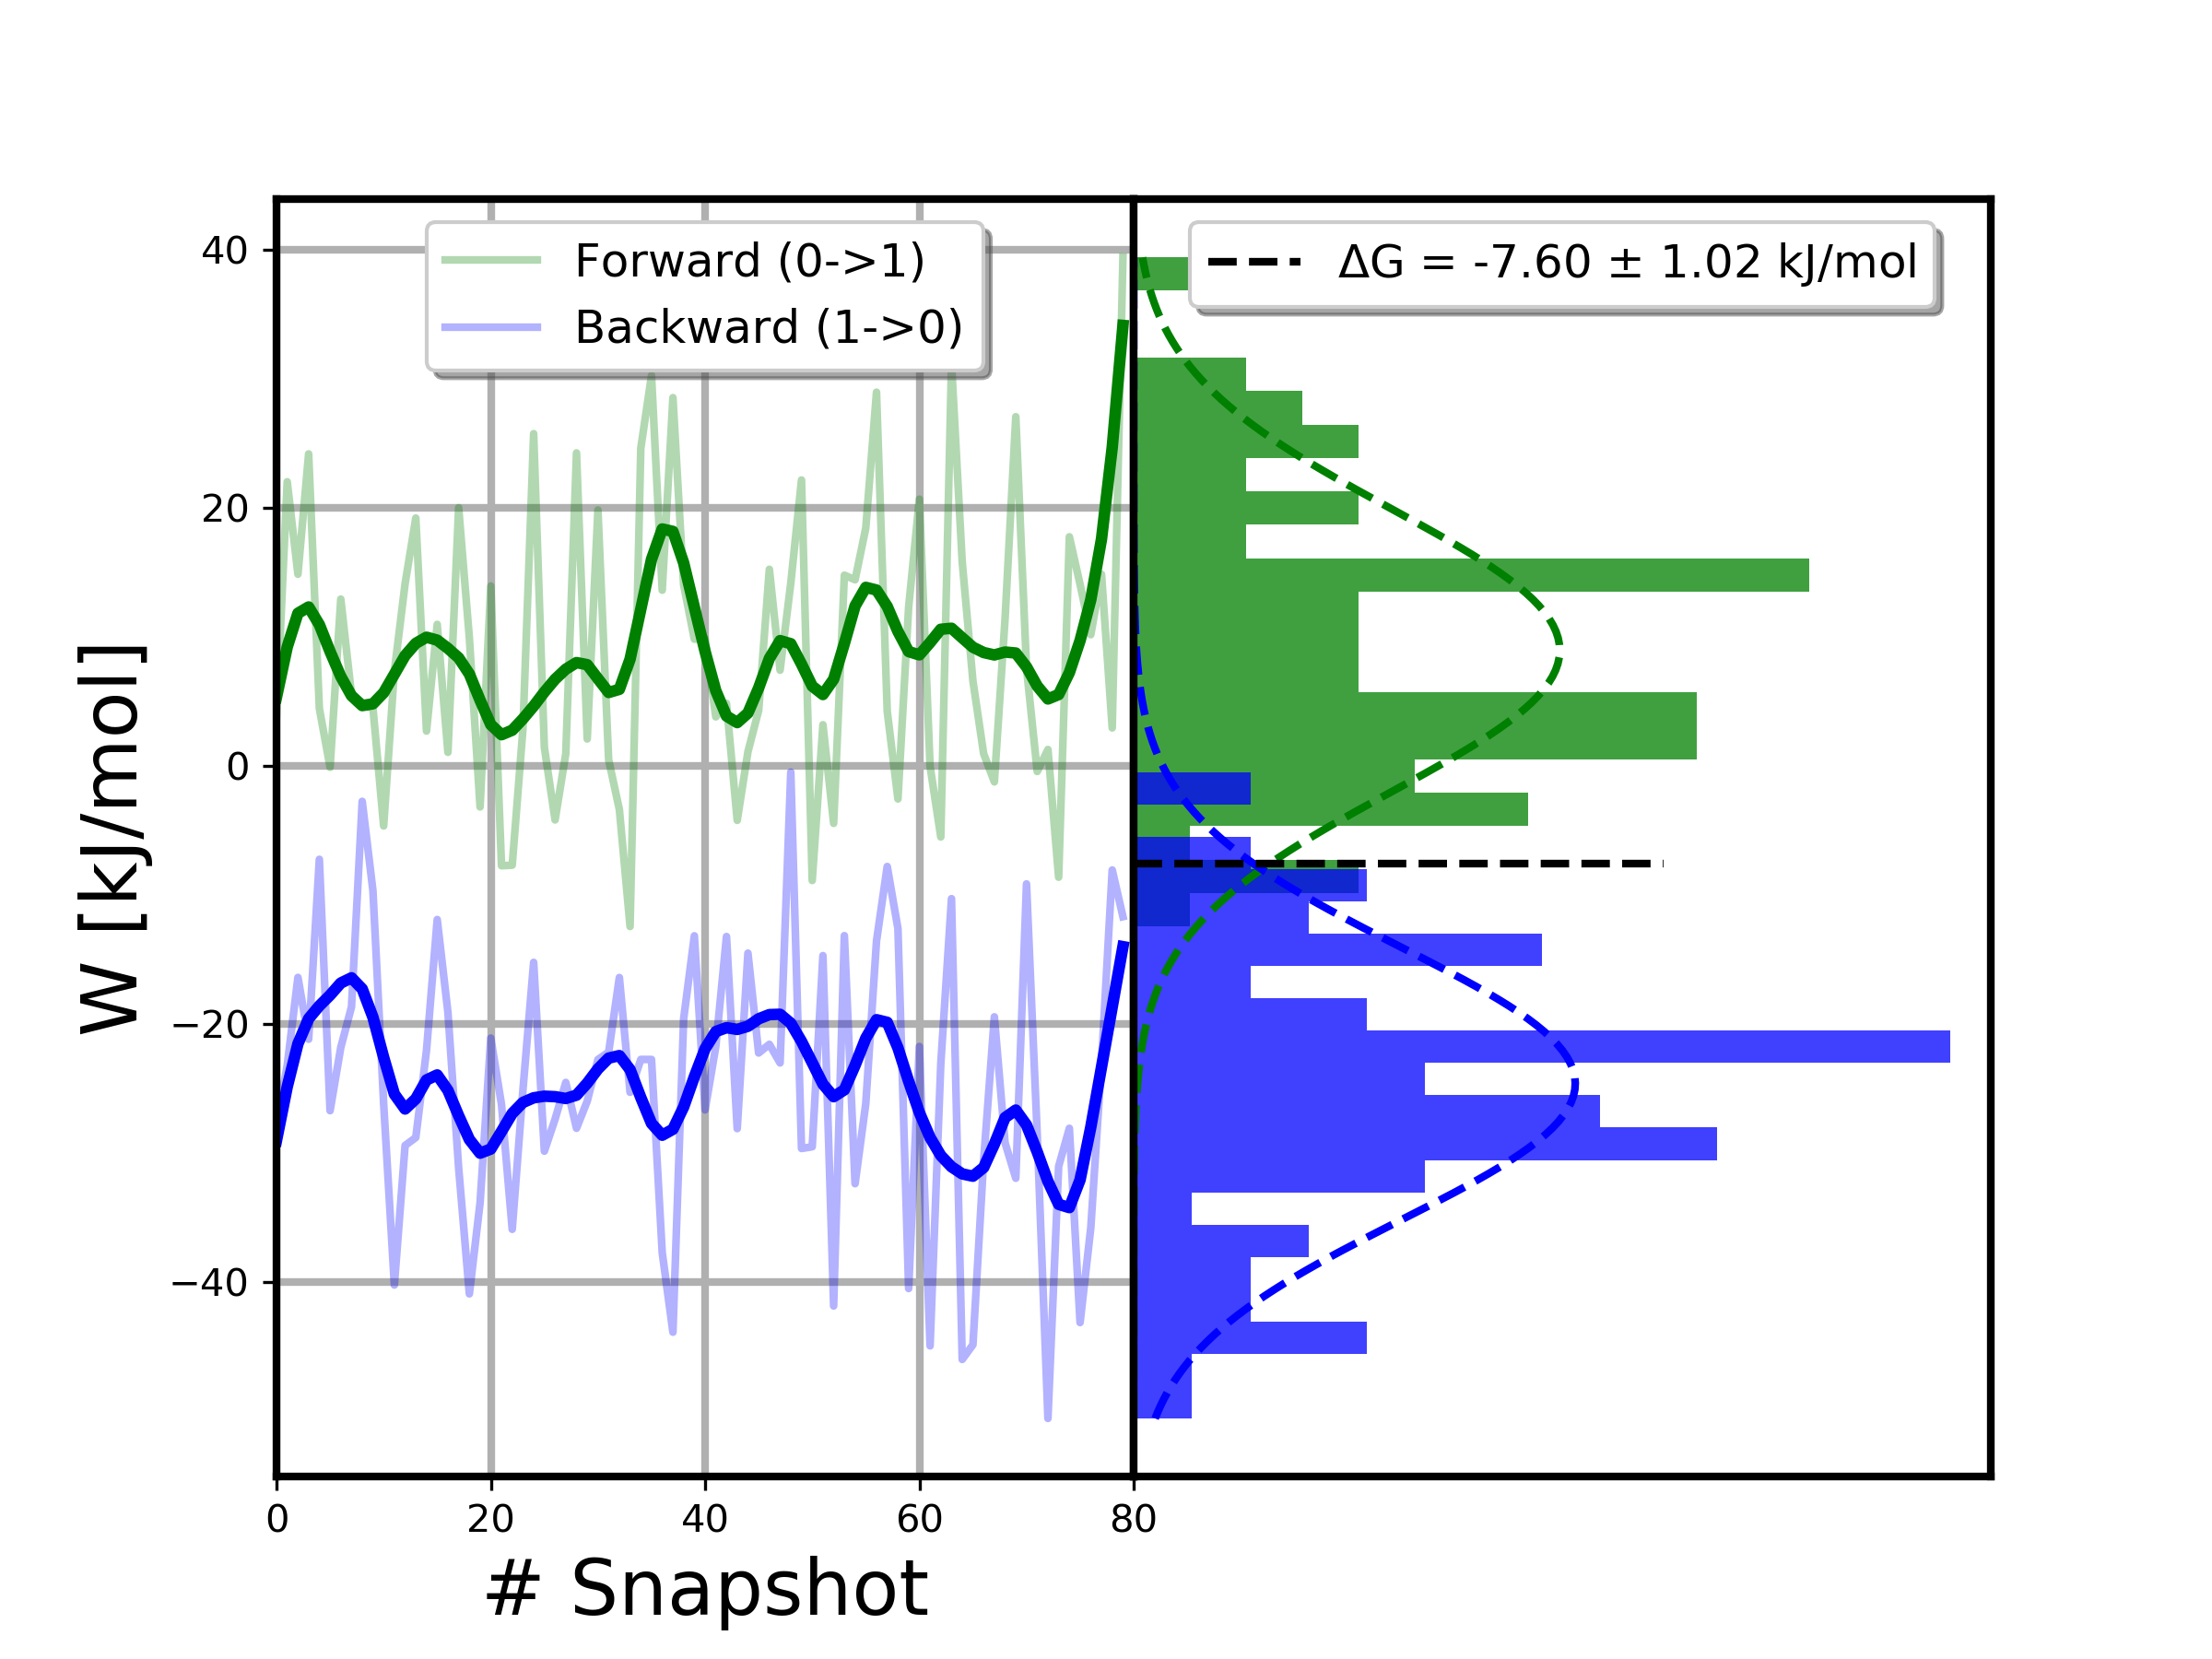 Forward (0->1)
Backward (1->0)
ΔG = -7.60 ± 1.02 kJ/mol
W [kJ/mol]
40
20
0
−20
−40
0
20
40
60
80
# Snapshot